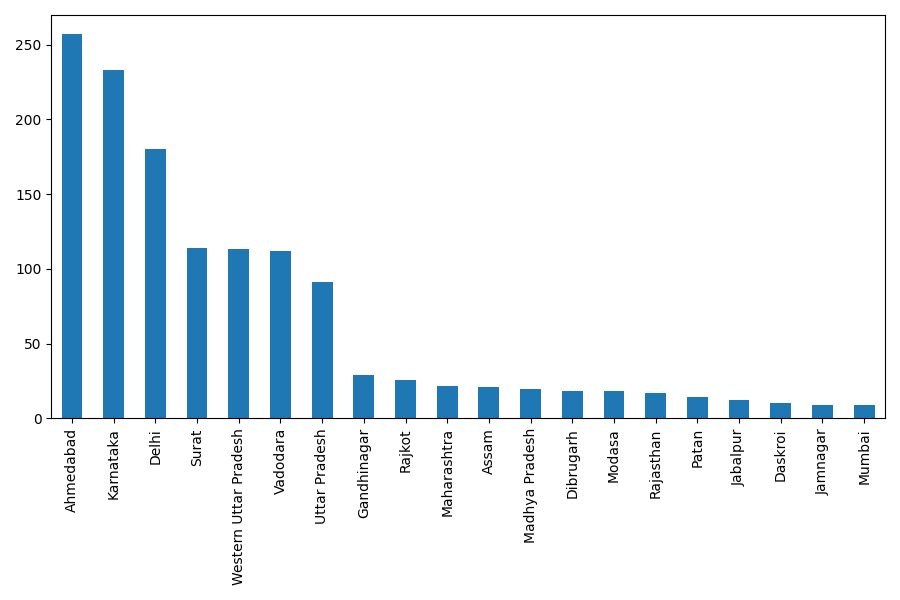 250
200
150
100
50
0
Ahmedabad
Karnataka
Delhi
Surat
Western Uttar Pradesh
Vadodara
Uttar Pradesh
Gandhinagar
Rajkot
Maharashtra
Assam
Madhya Pradesh
Dibrugarh
Modasa
Rajasthan
Patan
Jabalpur
Daskroi
Jamnagar
Mumbai